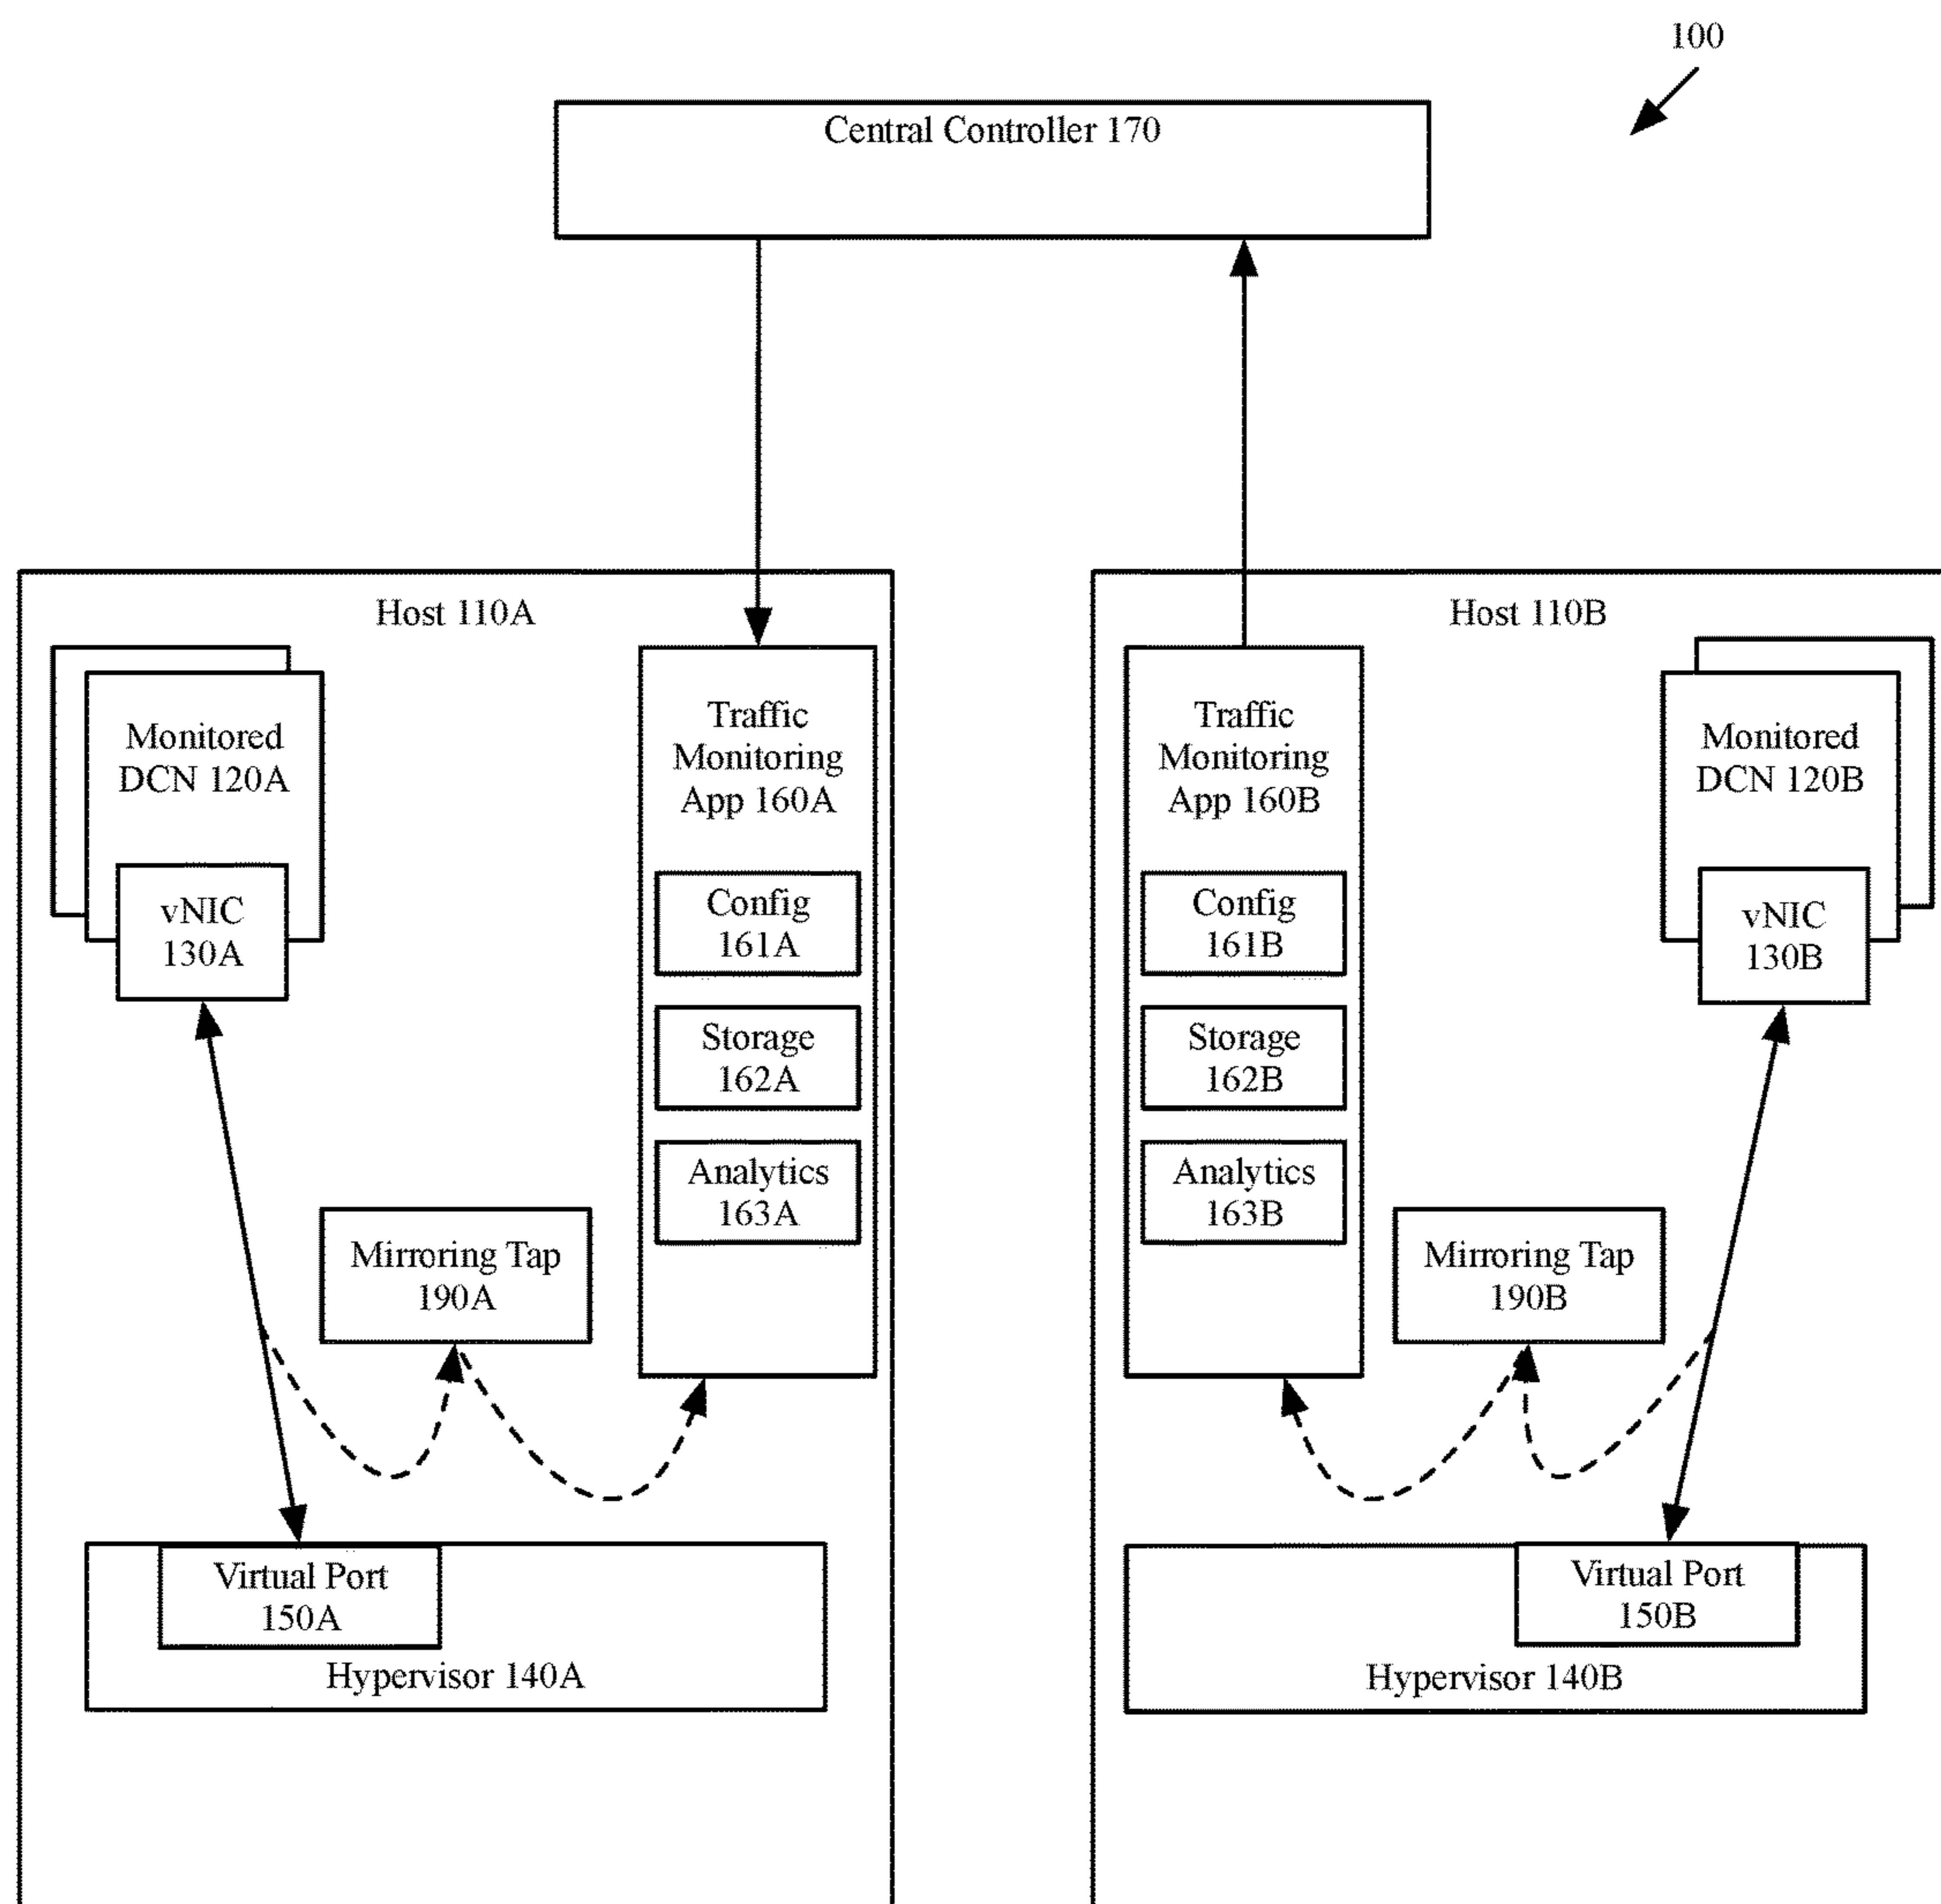 100
Central Controller 170
Host 110A
Monitored
DCN 120A
vNIC
130A
Traffic
Monitoring
App 160A
Config
161A
Storage
162A
Analytics
163A
Mirroring Tap
190A
Virtual Port
150A
Hypervisor 140A
Host 110B
Traffic
Monitoring
App 160B
Config
161B
Storage
162B
Analytics
163B
Monitored
DCN 120B
vNIC
130B
Mirroring Tap
190B
Virtual Port
150B
Hypervisor 140B